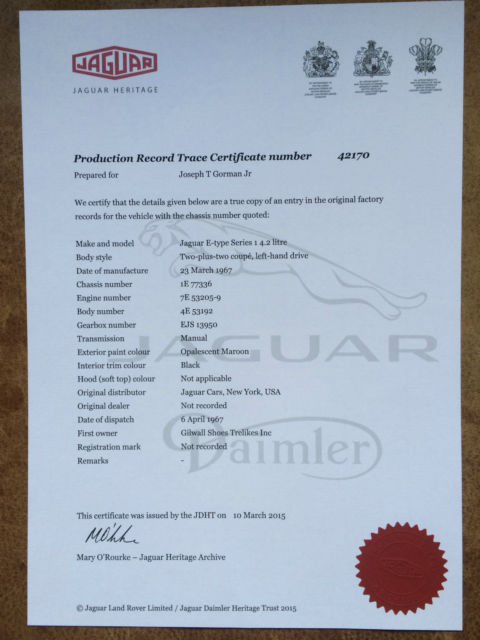 JAGUAR
JAGUAR HERITAGE
Production Record Trace Certificate number 42170
Prepared for Joseph T Gorman Jr
We certify that the details given below are a true copy of an entry in the original factory
records for the vehicle with the chassis number quoted:
Make and model Jaguar E-type Series 1 4.2 litre
Body style Two-plus-two coupé, left-hand drive
Date of manufacture 23 March 1967
Chassis number 1E 77336
Engine number 7E 53205-9
Body number 4E 53192
Gearbox number EJS 13950
Transmission Manual
JAGUAR
Exterior paint colour Opalescent Maroon
Interior trim colour Black
Hood (soft top) colour Not applicable
Original distributor Jaguar Cars, New York, USA
Original dealer Not recorded
Date of dispatch 6 April 1967
First owner Gilwall Shoes Trelikes Inc
Registration mark Not recorded
Daimler
Remarks -
This certificate was issued by the JDHT on 10 March 2015
Mary O'Rourke – Jaguar Heritage Archive
© Jaguar Land Rover Limited / Jaguar Daimler Heritage Trust 2015